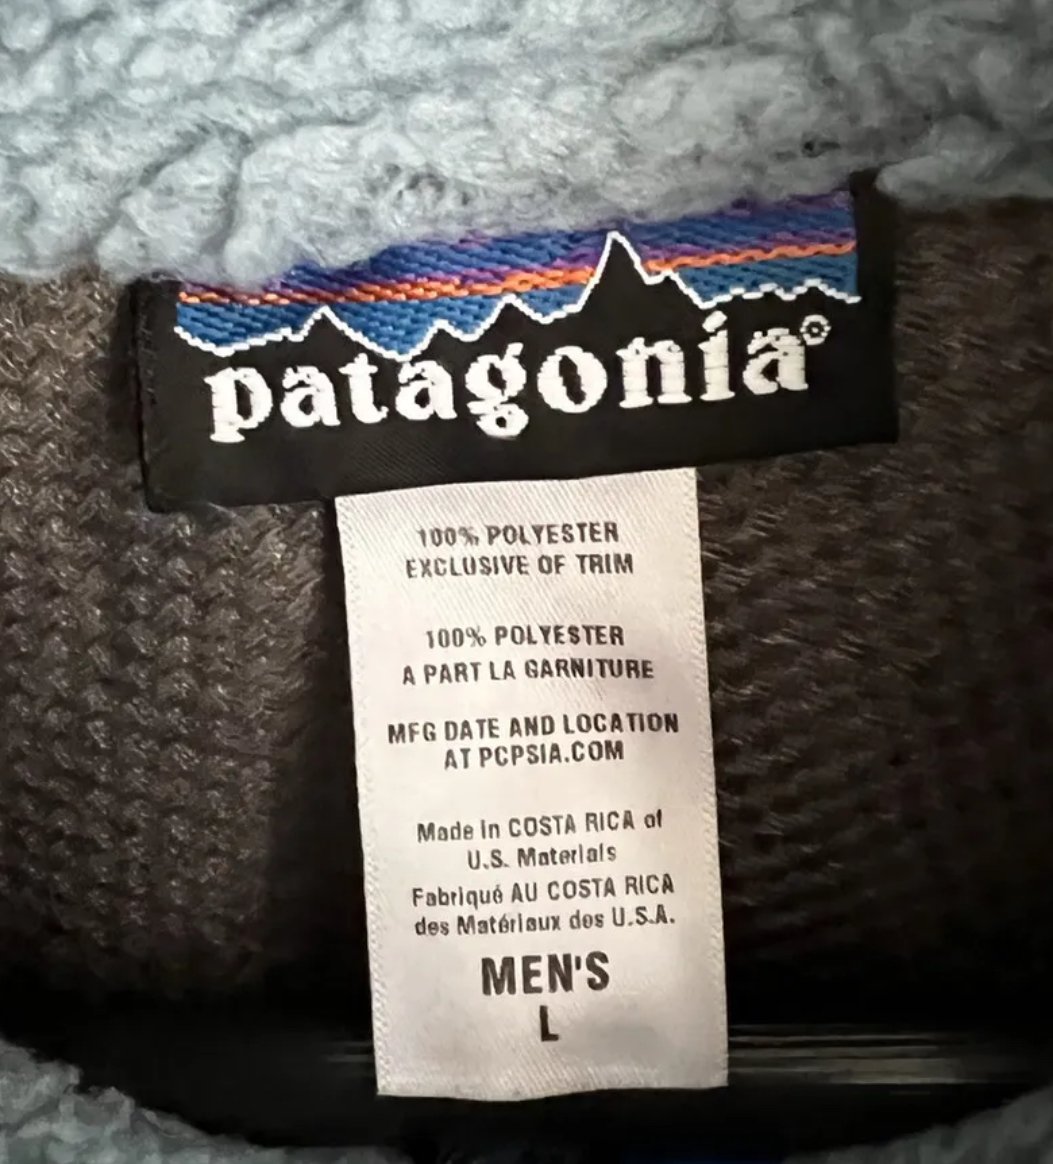 patagonia®
100% POLYESTER
EXCLUSIVE OF TRIM
100% POLYESTER
A PART LA GARNITURE
MFG DATE AND LOCATION
AT PCPSIA.COM
Made in COSTA RICA of
U.S. Materials
Fabriqué AU COSTA RICA
des Matériaux des U.S.A.
MEN'S
L